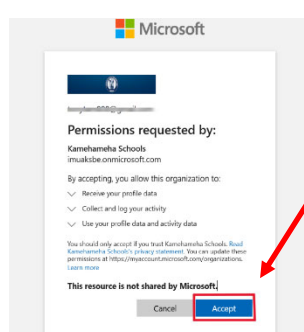 Microsoft
Permissions requested by:
Kamehameha Schools
imuaksbe.onmicrosoft.com
By accepting, you allow this organization to:
Receive your profile data
Collect and log your activity
Use your profile data and activity data
You should only accept if you trust Kamehameha Schools. Read
Kamehameha Schools's privacy statement. You can update these
permissions at https://myaccount.microsoft.com/organizations.
Learn more
This resource is not shared by Microsoft.
Cancel Accept